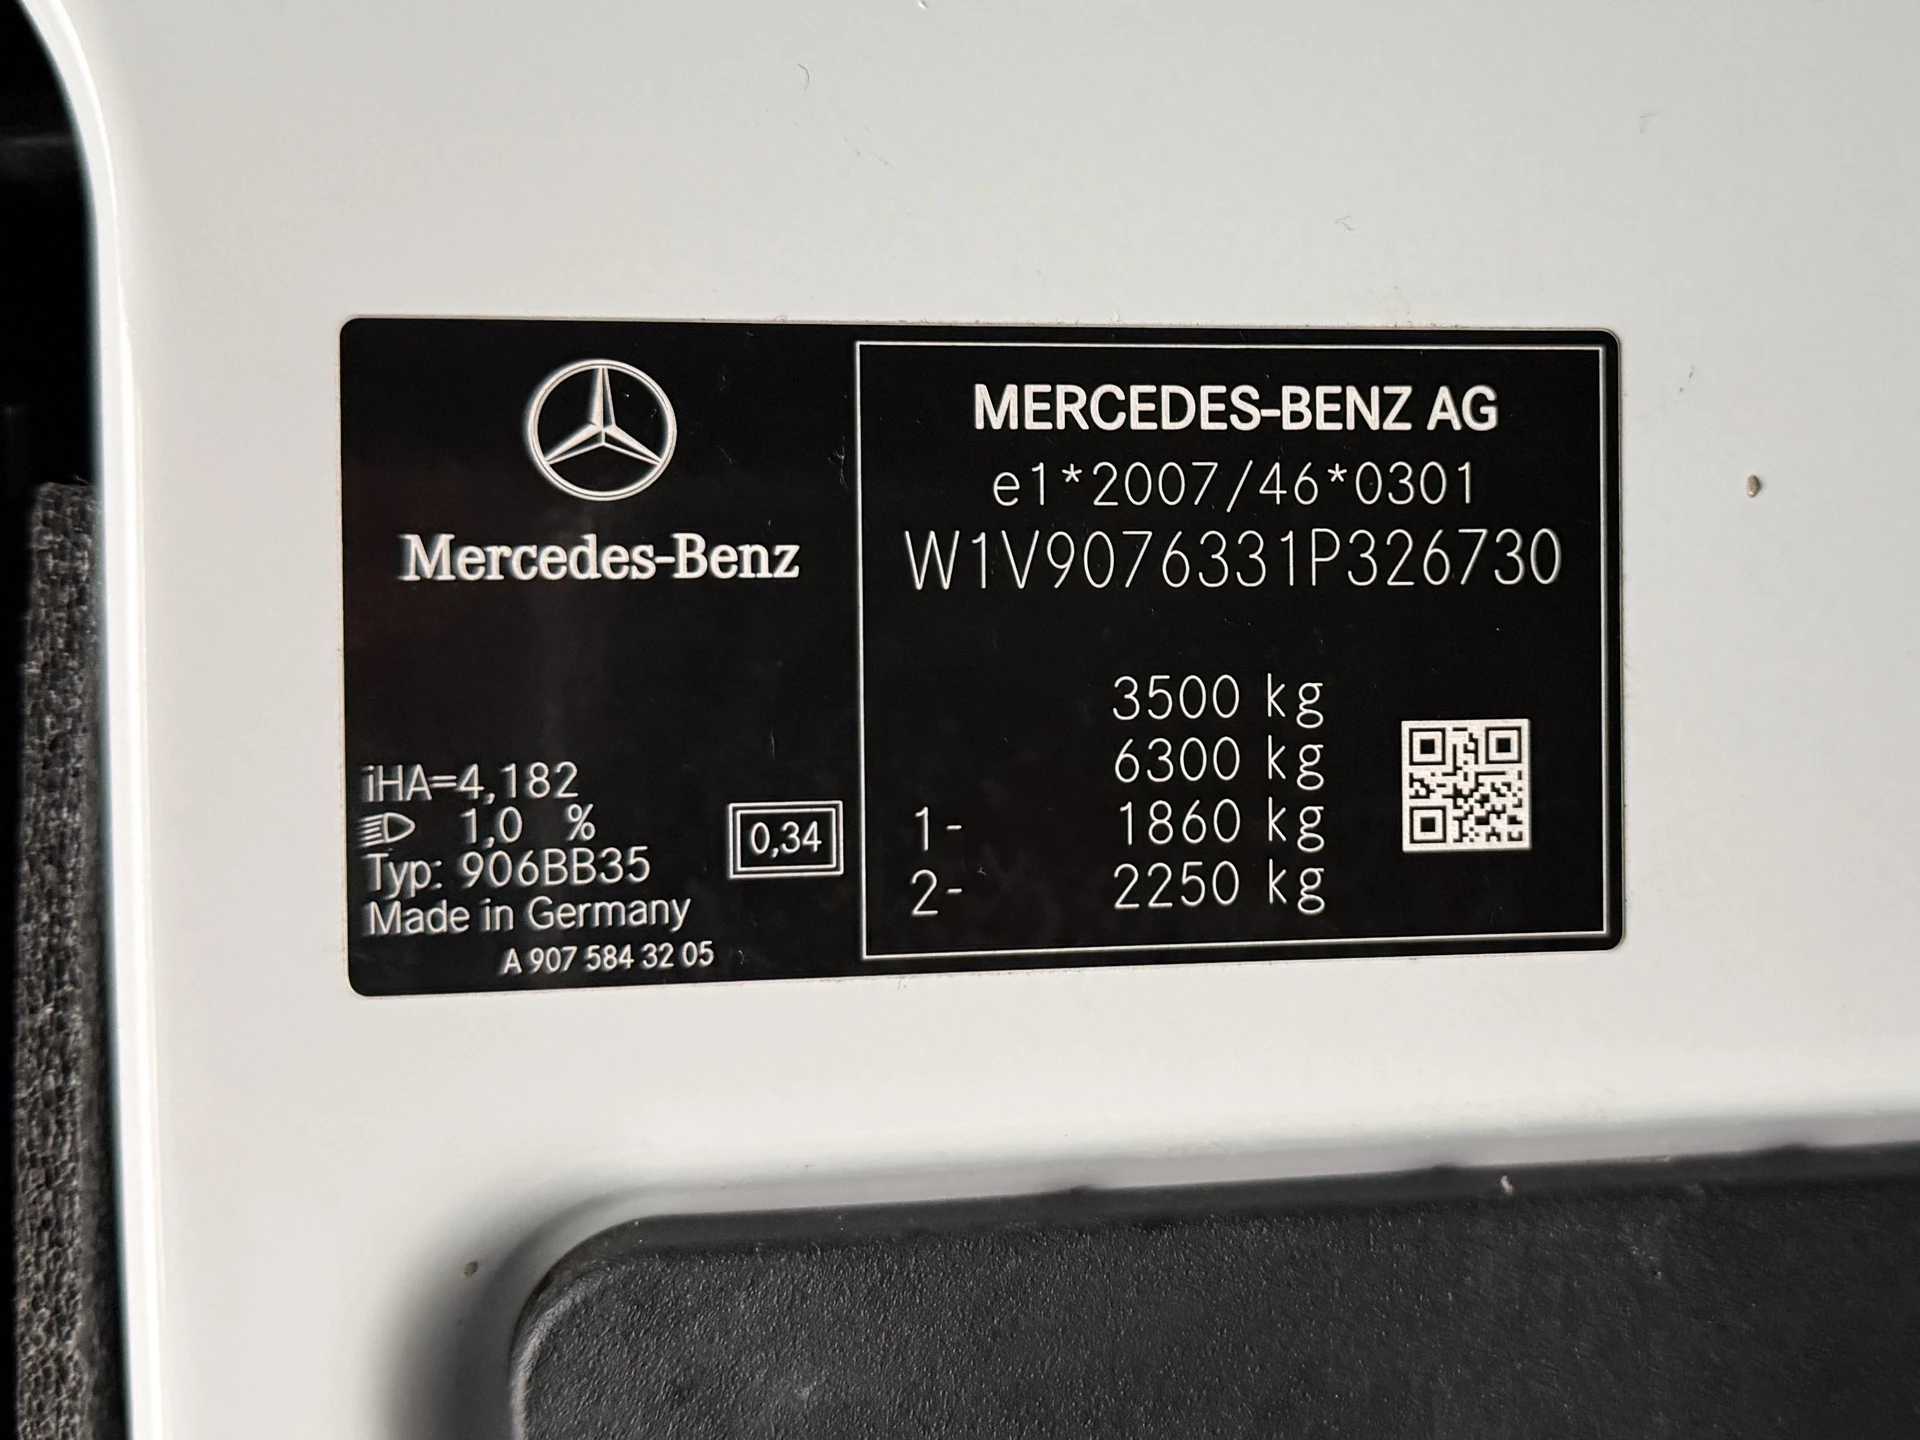 Mercedes-Benz
iHA=4,182
1,0 %
Typ: 906BB35
Made in Germany
A 907 584 32 05
0,34
MERCEDES-BENZ AG
e1*2007/46*0301
W1V9076331P326730
3500 kg
6300 kg
1- 1860 kg
2- 2250 kg